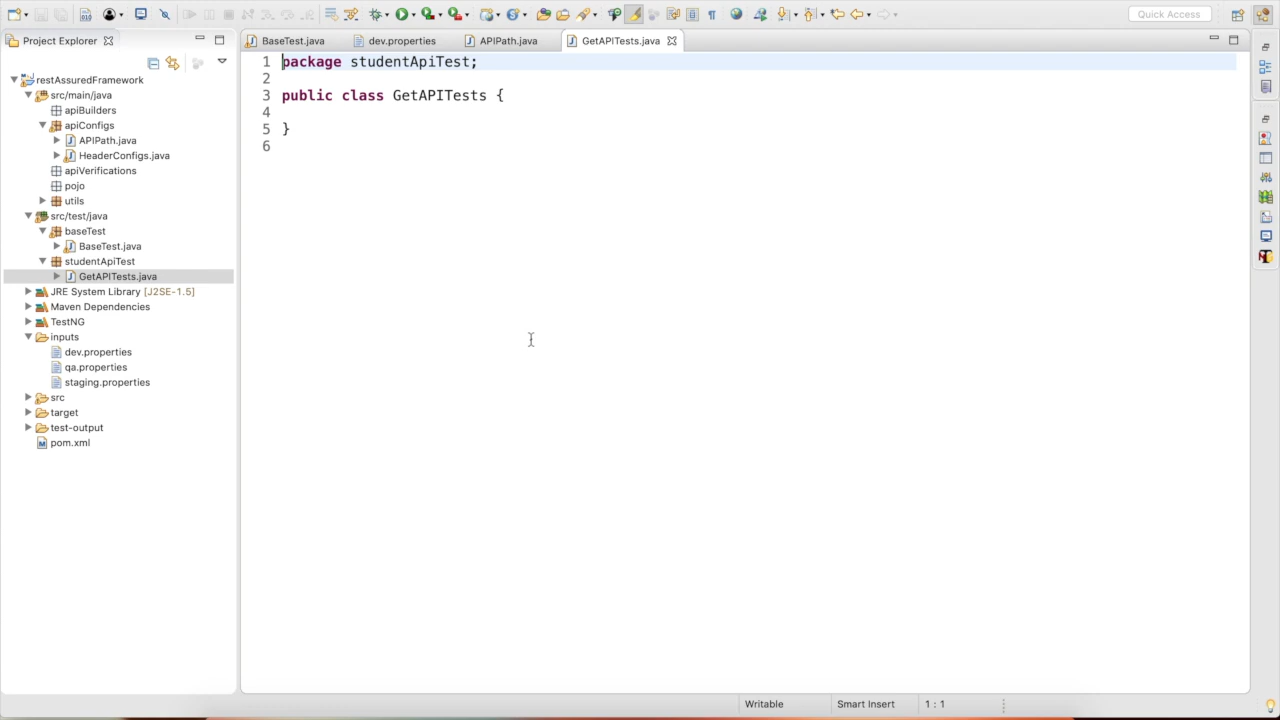 Quick Access
Project Explorer
BaseTest.java
dev.properties
APIPath.java
GetAPITests.java
restAssuredFramework
src/main/java
apiBuilders
apiConfigs
APIPath.java
HeaderConfigs.java
apiVerifications
pojo
utils
src/test/java
baseTest
BaseTest.java
studentApiTest
GetAPITests.java
JRE System Library [J2SE-1.5]
Maven Dependencies
TestNG
inputs
dev.properties
qa.properties
staging.properties
src
target
test-output
pom.xml
1 package studentApiTest;
2
3 public class GetAPITests {
4
5 }
6
Writable
Smart Insert
1 : 1